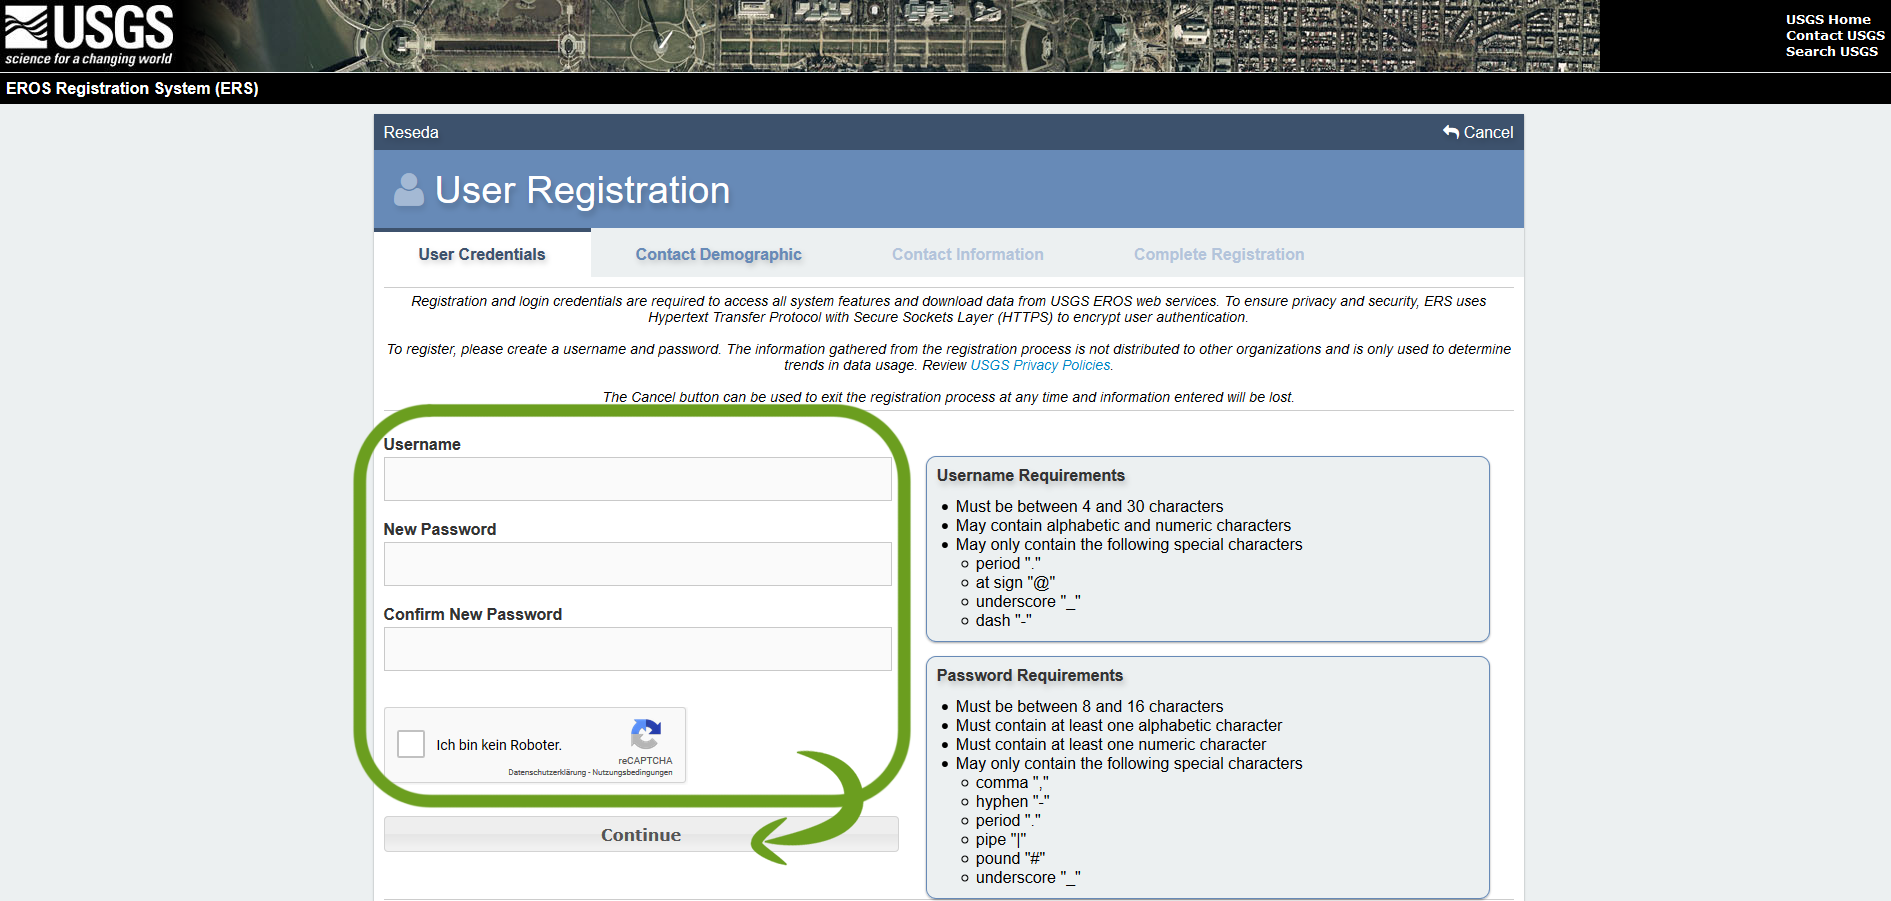 USGS
science for a changing world
USGS Home
Contact USGS
Search USGS
EROS Registration System (ERS)
Reseda
Cancel
User Registration
User Credentials
Contact Demographic
Contact Information
Complete Registration
Registration and login credentials are required to access all system features and download data from USGS EROS web services. To ensure privacy and security, ERS uses
Hypertext Transfer Protocol with Secure Sockets Layer (HTTPS) to encrypt user authentication.
To register, please create a username and password. The information gathered from the registration process is not distributed to other organizations and is only used to determine
trends in data usage. Review USGS Privacy Policies.
The Cancel button can be used to exit the registration process at any time and information entered will be lost.
Username
New Password
Confirm New Password
Ich bin kein Roboter.
reCAPTCHA
Datenschutzerklärung - Nutzungsbedingungen
Continue
Username Requirements
• Must be between 4 and 30 characters
• May contain alphabetic and numeric characters
• May only contain the following special characters
◦ period "."
◦ at sign "@"
◦ underscore "_"
◦ dash "-"
Password Requirements
• Must be between 8 and 16 characters
• Must contain at least one alphabetic character
• Must contain at least one numeric character
• May only contain the following special characters
◦ comma ","
◦ hyphen "-"
◦ period "."
◦ pipe "|"
◦ pound "#"
◦ underscore "_"